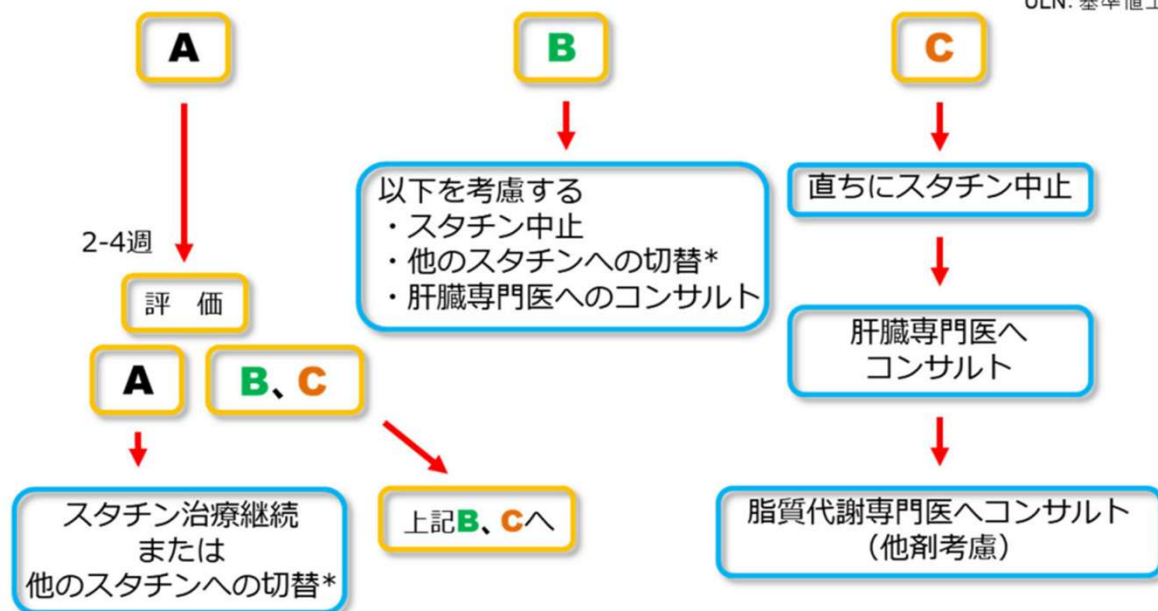 ULN: 基準値上
A
B
C
2-4週
評 価
A
B、C
スタチン治療継続
または
他のスタチンへの切替*
上記B、Cへ
以下を考慮する
・スタチン中止
・他のスタチンへの切替*
・肝臓専門医へのコンサルト
直ちにスタチン中止
肝臓専門医へ
コンサルト
脂質代謝専門医へコンサルト
（他剤考慮）